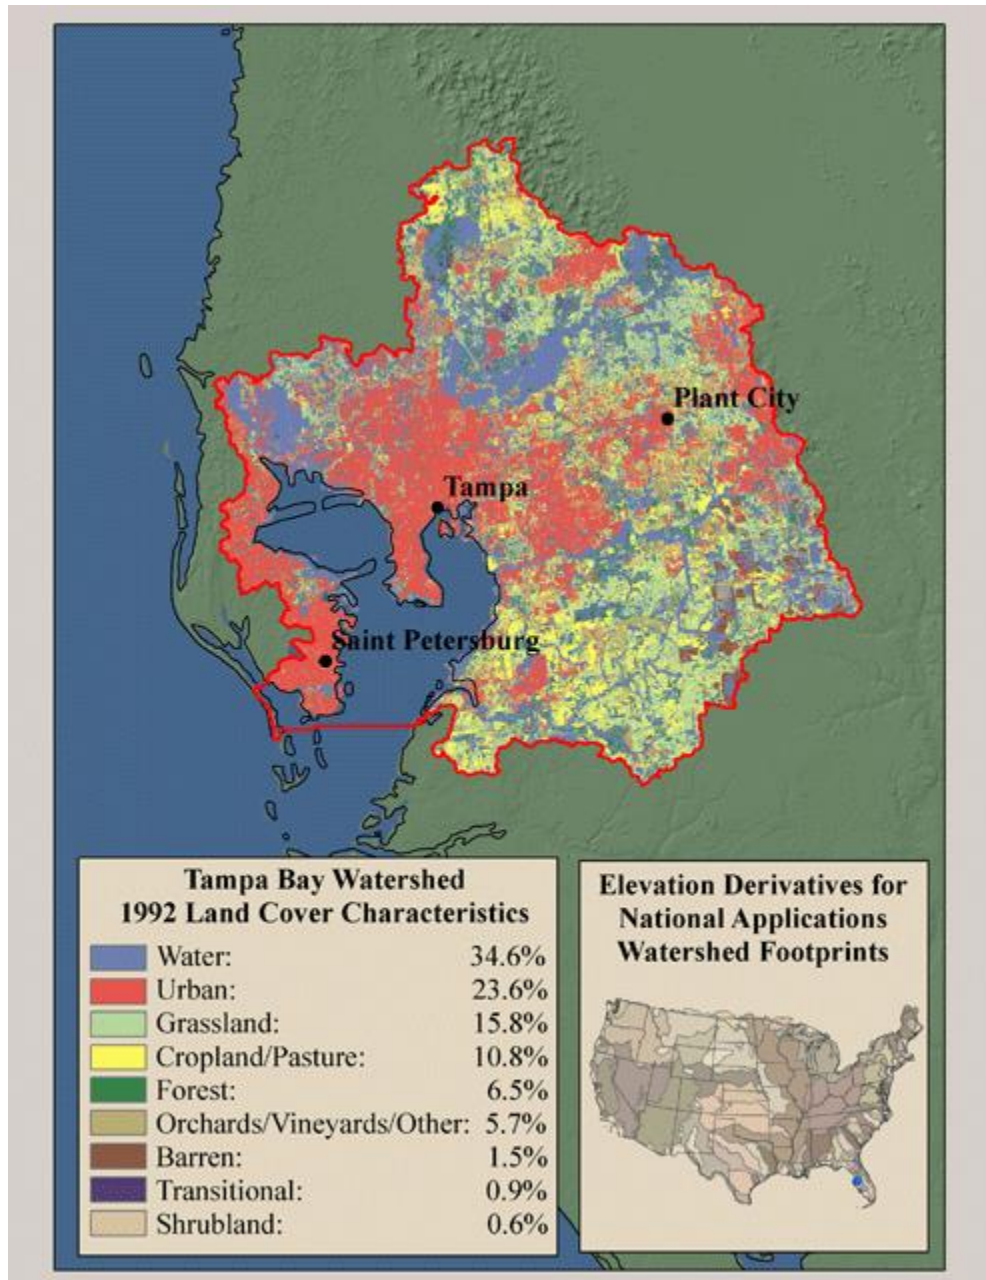 Plant City
Tampa
Saint Petersburg
Tampa Bay Watershed
1992 Land Cover Characteristics
Water: 34.6%
Urban: 23.6%
Grassland: 15.8%
Cropland/Pasture: 10.8%
Forest: 6.5%
Orchards/Vineyards/Other: 5.7%
Barren: 1.5%
Transitional: 0.9%
Shrubland: 0.6%
Elevation Derivatives for
National Applications
Watershed Footprints